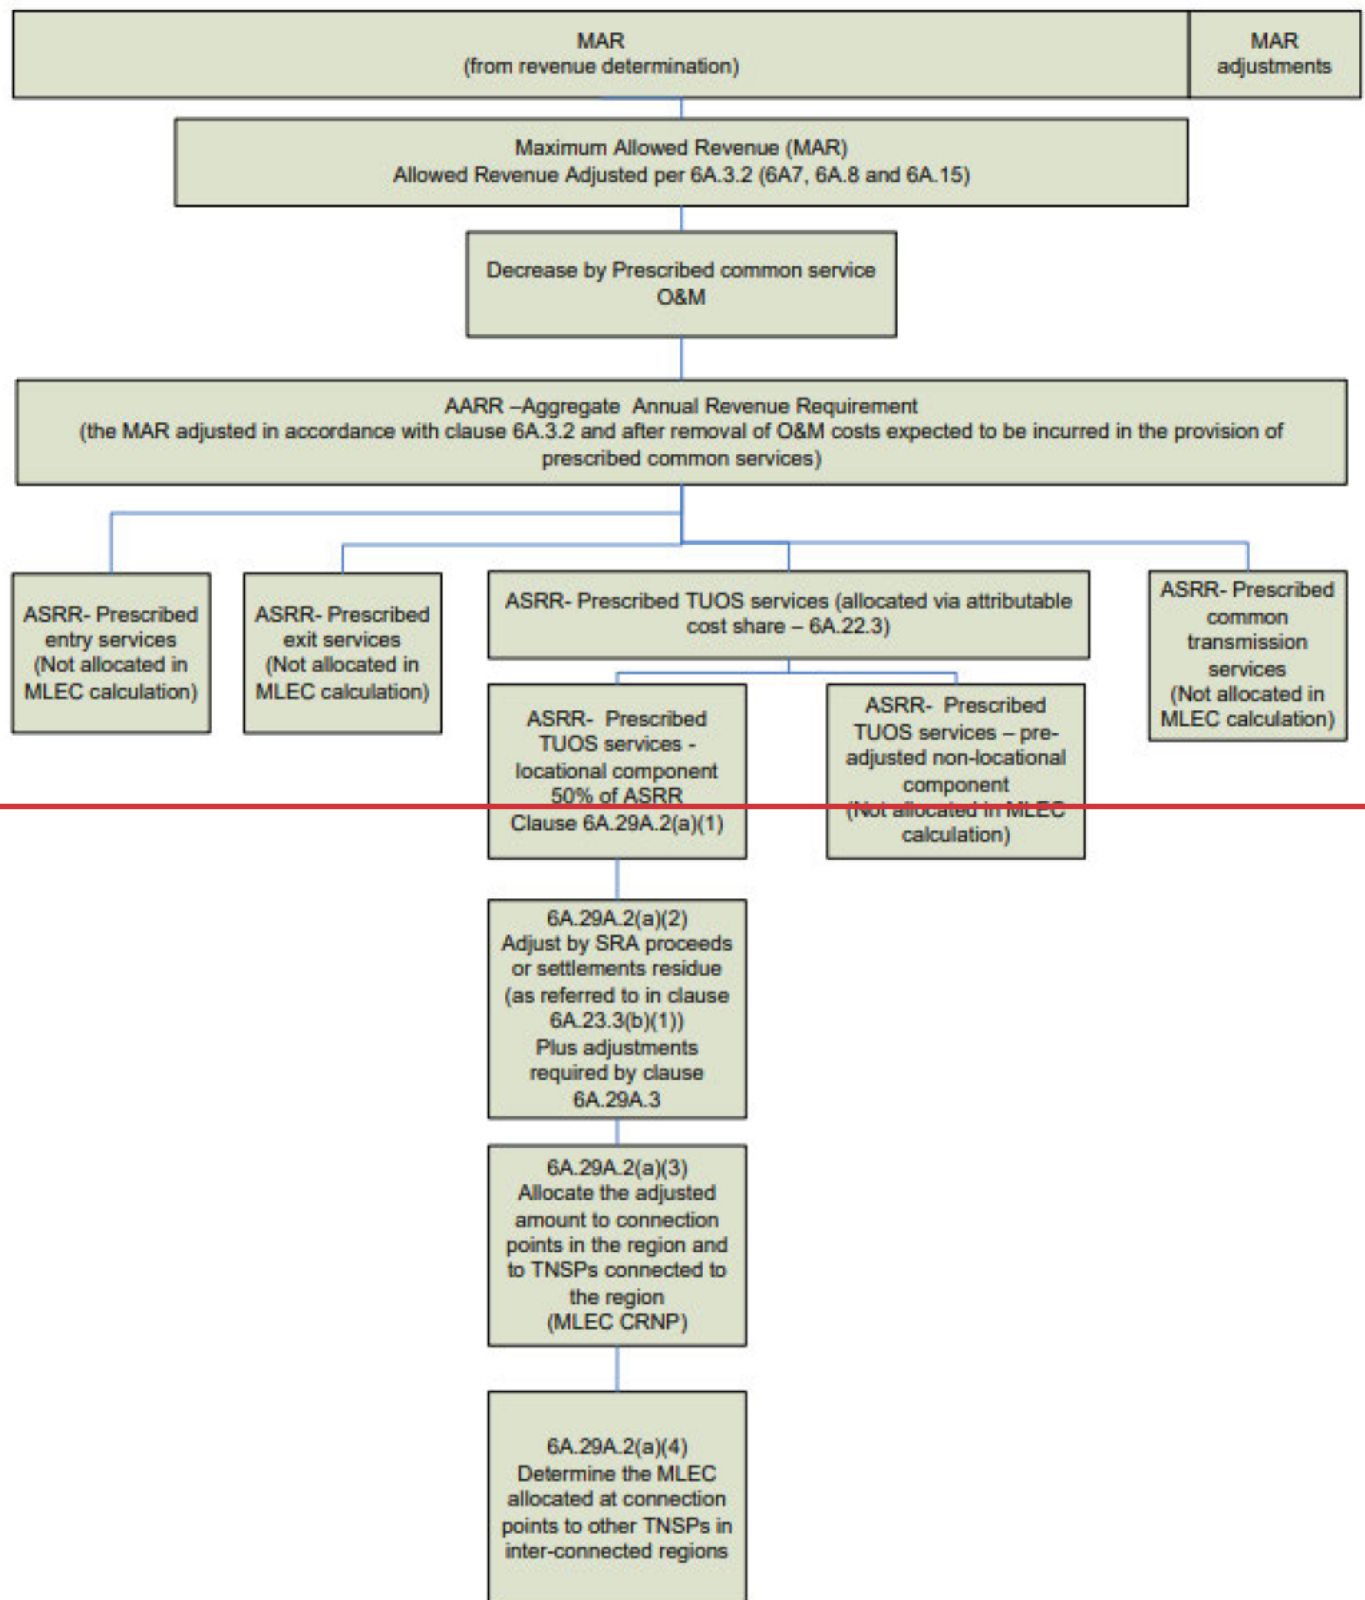 MAR
(from revenue determination)
MAR
adjustments
Maximum Allowed Revenue (MAR)
Allowed Revenue Adjusted per 6A.3.2 (6A7, 6A.8 and 6A.15)
Decrease by Prescribed common service
O&M
AARR –Aggregate Annual Revenue Requirement
(the MAR adjusted in accordance with clause 6A.3.2 and after removal of O&M costs expected to be incurred in the provision of
prescribed common services)
ASRR- Prescribed
entry services
(Not allocated in
MLEC calculation)
ASRR- Prescribed
exit services
(Not allocated in
MLEC calculation)
ASRR- Prescribed TUOS services (allocated via attributable
cost share – 6A.22.3)
ASRR- Prescribed
common
transmission
services
(Not allocated in
MLEC calculation)
ASRR- Prescribed
TUOS services -
locational component
50% of ASRR
Clause 6A.29A.2(a)(1)
ASRR- Prescribed
TUOS services – pre-
adjusted non-locational
component
(Not allocated in MLEC
calculation)
6A.29A.2(a)(2)
Adjust by SRA proceeds
or settlements residue
(as referred to in clause
6A.23.3(b)(1))
Plus adjustments
required by clause
6A.29A.3
6A.29A.2(a)(3)
Allocate the adjusted
amount to connection
points in the region and
to TNSPs connected to
the region
(MLEC CRNP)
6A.29A.2(a)(4)
Determine the MLEC
allocated at connection
points to other TNSPs in
inter-connected regions